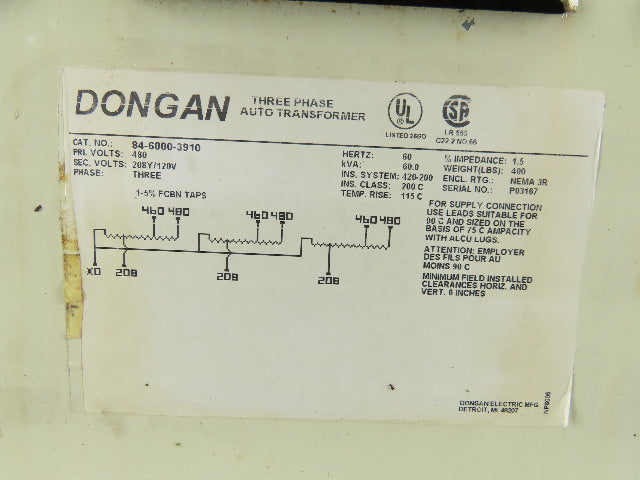 DONGAN
THREE PHASE
AUTO TRANSFORMER
UL
LISTED 28GD
SA
LR 560
C22.2 NO.66
CAT. NO.: 84-6000-3910
PRI. VOLTS: 480
SEC. VOLTS: 208Y/120V
PHASE: THREE
HERTZ: 60
kVA: 60.0
INS. SYSTEM: 420-200
INS. CLASS: 200 C
TEMP. RISE: 115 C
% IMPEDANCE: 1.5
WEIGHT(LBS): 400
ENCL. RTG.: NEMA 3R
SERIAL NO.: P03167
1-5% FCBN TAPS
460 480
460 480
460 480
X0 208
208
208
FOR SUPPLY CONNECTION
USE LEADS SUITABLE FOR
90 C AND SIZED ON THE
BASIS OF 75 C AMPACITY
WITH ALCU LUGS.
ATTENTION: EMPLOYER
DES FILS POUR AU
MOINS 90 C
MINIMUM FIELD INSTALLED
CLEARANCES HORIZ. AND
VERT. 6 INCHES
DONGAN ELECTRIC MFG.
DETROIT, MI. 48207